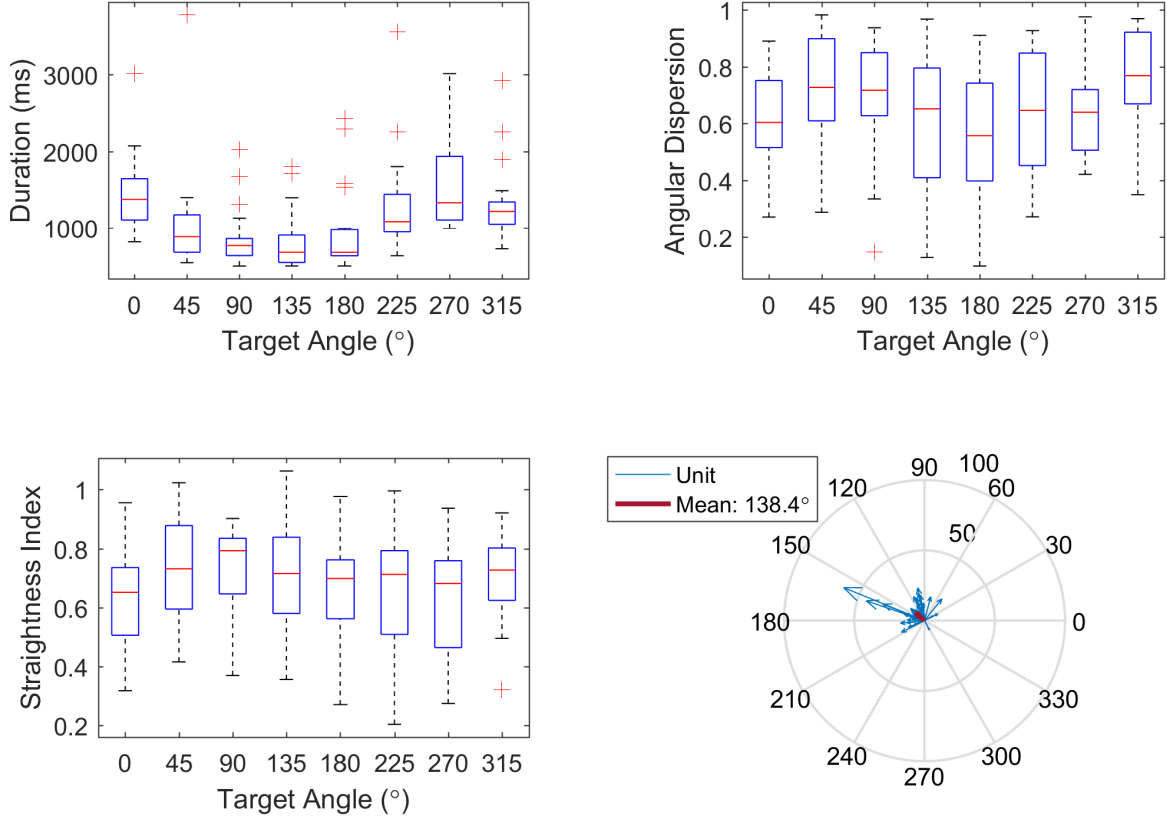 Duration (ms)
3000
2000
1000
0 45 90 135 180 225 270 315
Target Angle (°)
Angular Dispersion
1
0.8
0.6
0.4
0.2
0 45 90 135 180 225 270 315
Target Angle (°)
Straightness Index
1
0.8
0.6
0.4
0.2
0 45 90 135 180 225 270 315
Target Angle (°)
Unit
Mean: 138.4°
90 100
120 60
50
150 30
180 0
210 330
240 300
270